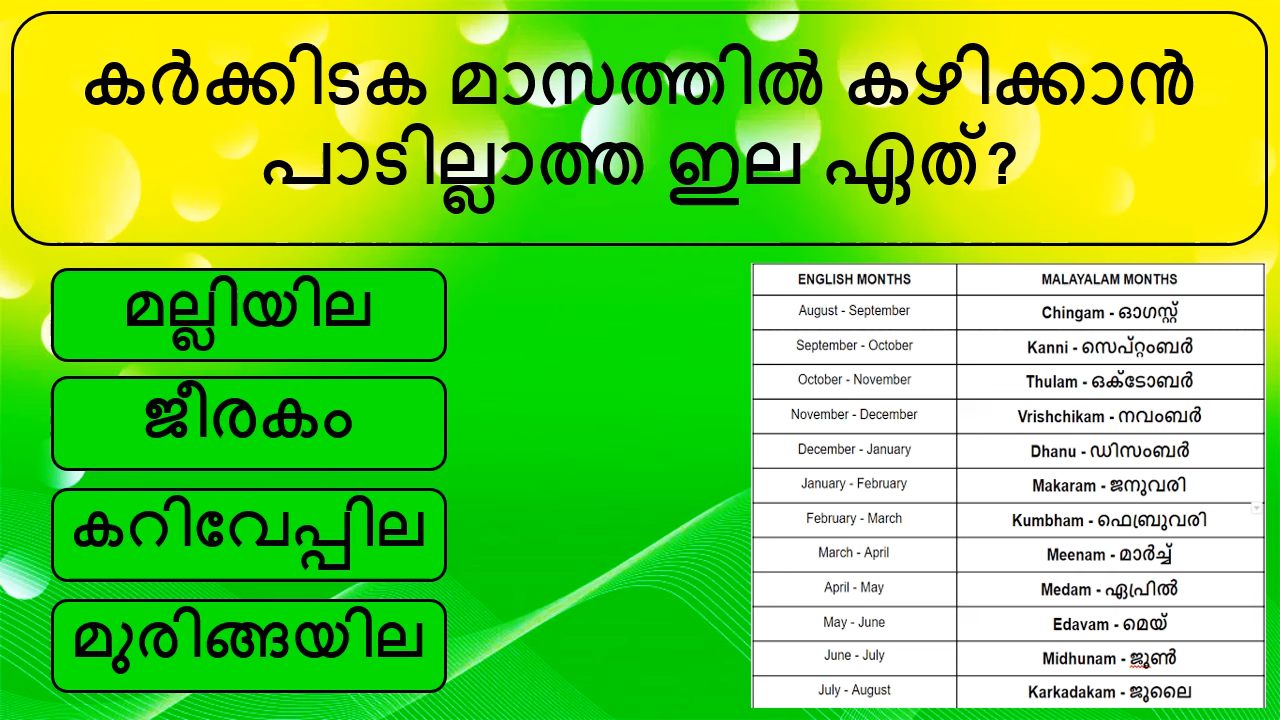 കർക്കിടക മാസത്തിൽ കഴിക്കാൻ
പാടില്ലാത്ത ഇല ഏത്?
മല്ലിയില
ജീരകം
കറിവേപ്പില
മുരിങ്ങയില
ENGLISH MONTHS MALAYALAM MONTHS
August - September Chingam - ഓഗസ്റ്റ്
September - October Kanni - സെപ്റ്റംബർ
October - November Thulam - ഒക്ടോബർ
November - December Vrishchikam - നവംബർ
December - January Dhanu - ഡിസംബർ
January - February Makaram - ജനുവരി
February - March Kumbham - ഫെബ്രുവരി
March - April Meenam - മാർച്ച്
April - May Medam - ഏപ്രിൽ
May - June Edavam - മെയ്
June - July Midhunam - ജൂൺ
July - August Karkadakam - ജൂലൈ